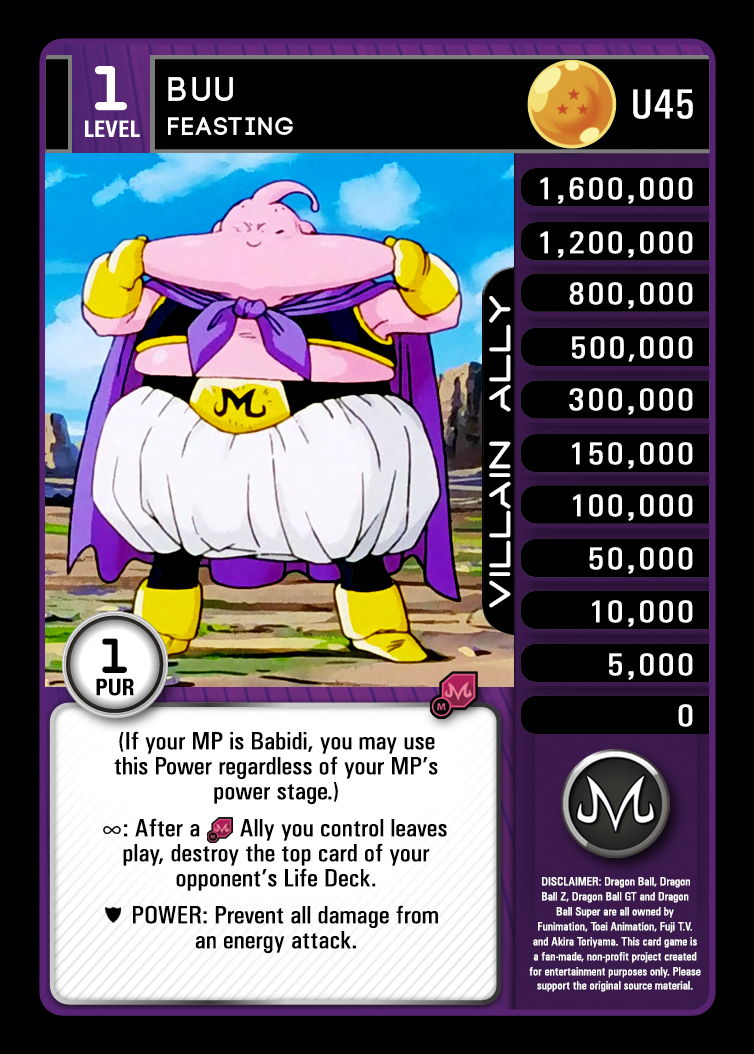 1
LEVEL
BUU
FEASTING
U45
1,600,000
1,200,000
800,000
500,000
300,000
150,000
100,000
50,000
10,000
5,000
0
VILLAIN ALLY
M
1
PUR
M
M
(If your MP is Babidi, you may use
this Power regardless of your MP's
power stage.)
∞: After a M Ally you control leaves
play, destroy the top card of your
opponent's Life Deck.
POWER: Prevent all damage from
an energy attack.
M
DISCLAIMER: Dragon Ball, Dragon
Ball Z, Dragon Ball GT and Dragon
Ball Super are all owned by
Funimation, Toei Animation, Fuji T.V.
and Akira Toriyama. This card game is
a fan-made, non-profit project created
for entertainment purposes only. Please
support the original source material.